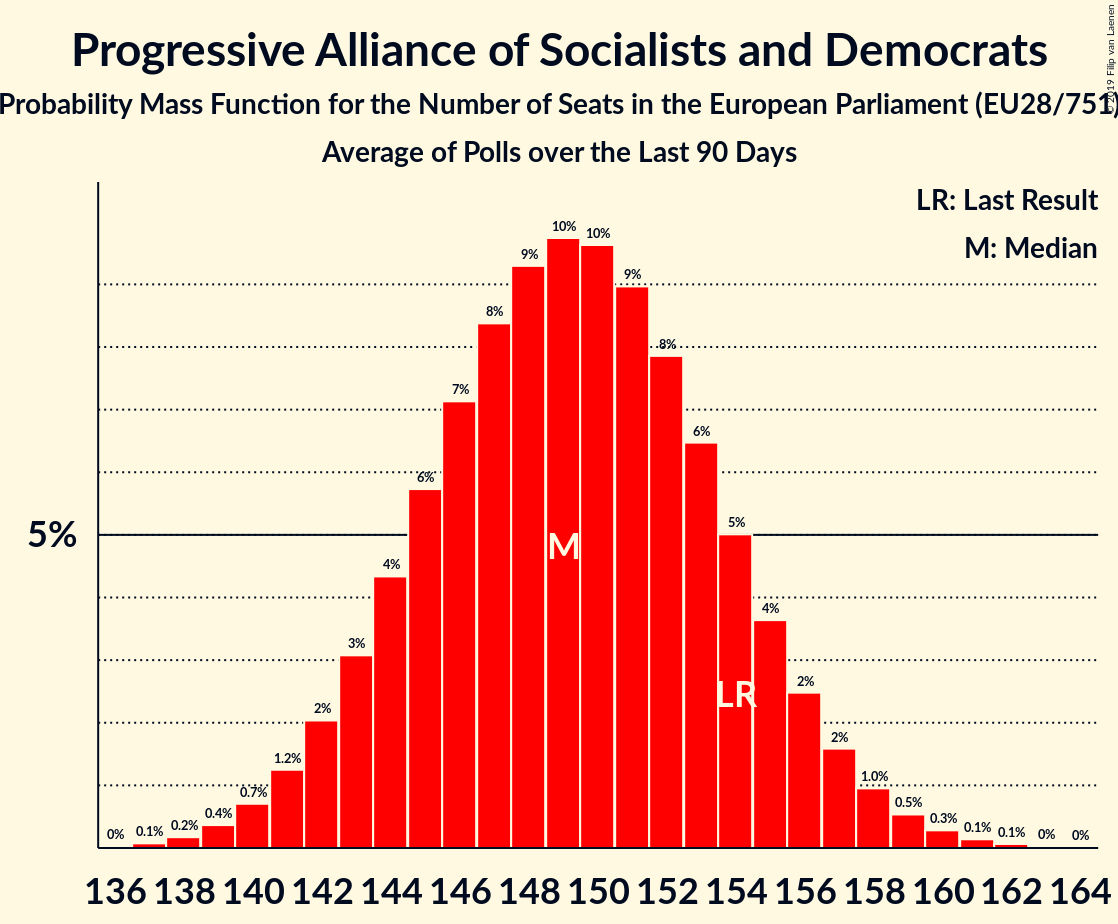 Progressive Alliance of Socialists and Democrats
Probability Mass Function for the Number of Seats in the European Parliament (EU28/751)
Average of Polls over the Last 90 Days
© 2019 Filip van Laenen
LR: Last Result
M: Median
5%
0% 0.1% 0.2% 0.4% 0.7% 1.2% 2% 3% 4% 6% 7% 8% 9% 10% 10% 9% 8% 6% 5% 4% 2% 2% 1.0% 0.5% 0.3% 0.1% 0.1% 0% 0%
M
LR
136 138 140 142 144 146 148 150 152 154 156 158 160 162 164